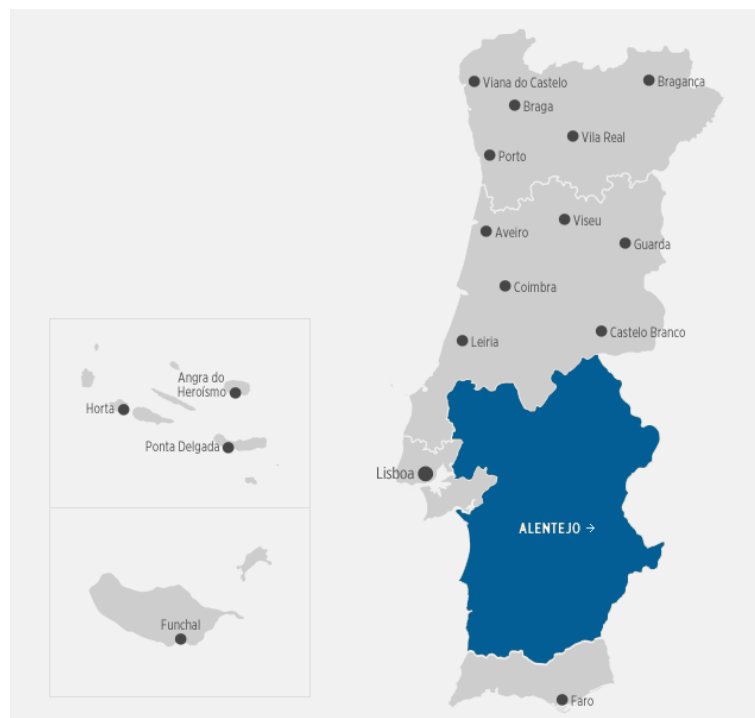 Viana do Castelo
Bragança
Braga
Vila Real
Porto
Viseu
Aveiro
Guarda
Coimbra
Castelo Branco
Leiria
Angra do
Heroísmo
Horta
Ponta Delgada
Lisboa
ALENTEJO →
Funchal
Faro